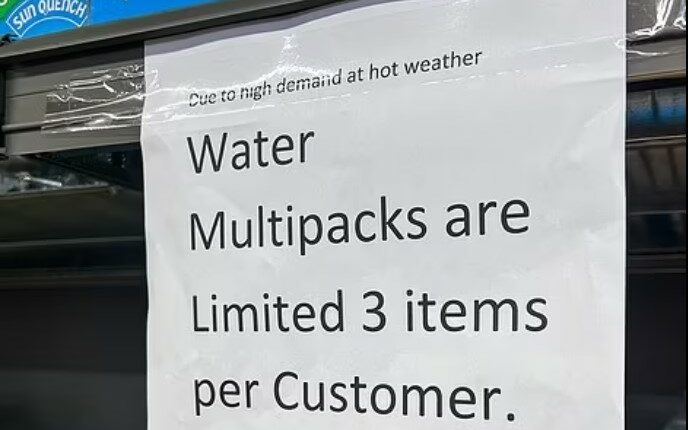 SUN QUENCH
Due to high demand at hot weather
Water
Multipacks are
Limited 3 items
per Customer.